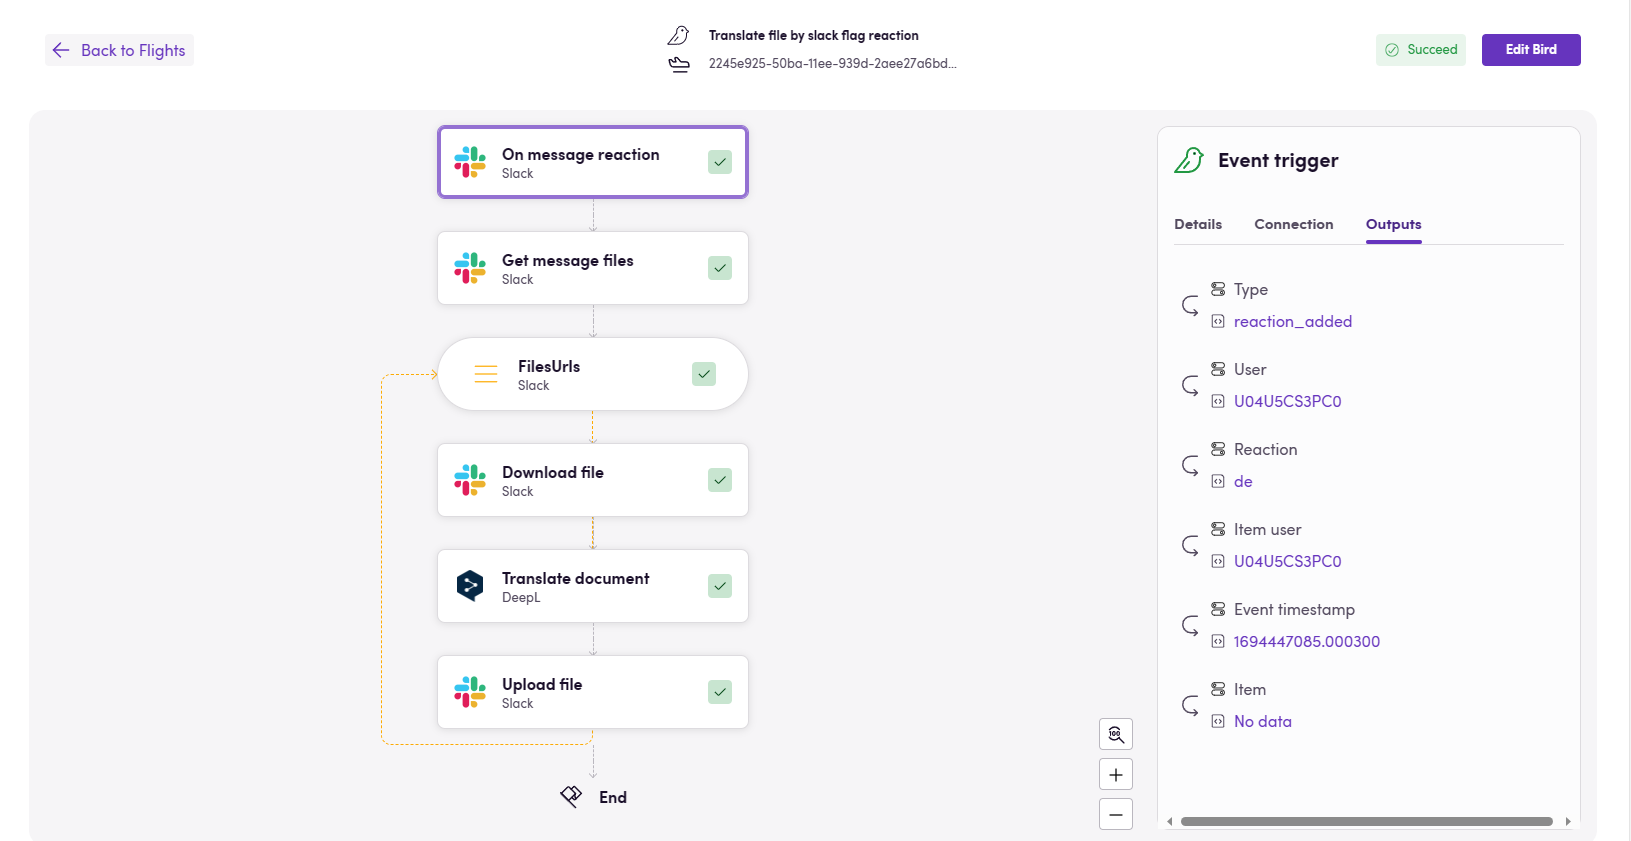 Back to Flights
Translate file by slack flag reaction
2245e925-50ba-11ee-939d-2aee27a6bd...
Succeed
Edit Bird
On message reaction
Slack
Get message files
Slack
FilesUrls
Slack
Download file
Slack
Translate document
DeepL
Upload file
Slack
End
100
Event trigger
Details Connection Outputs
Type
reaction_added
User
U04U5CS3PC0
Reaction
de
Item user
U04U5CS3PC0
Event timestamp
1694447085.000300
Item
No data